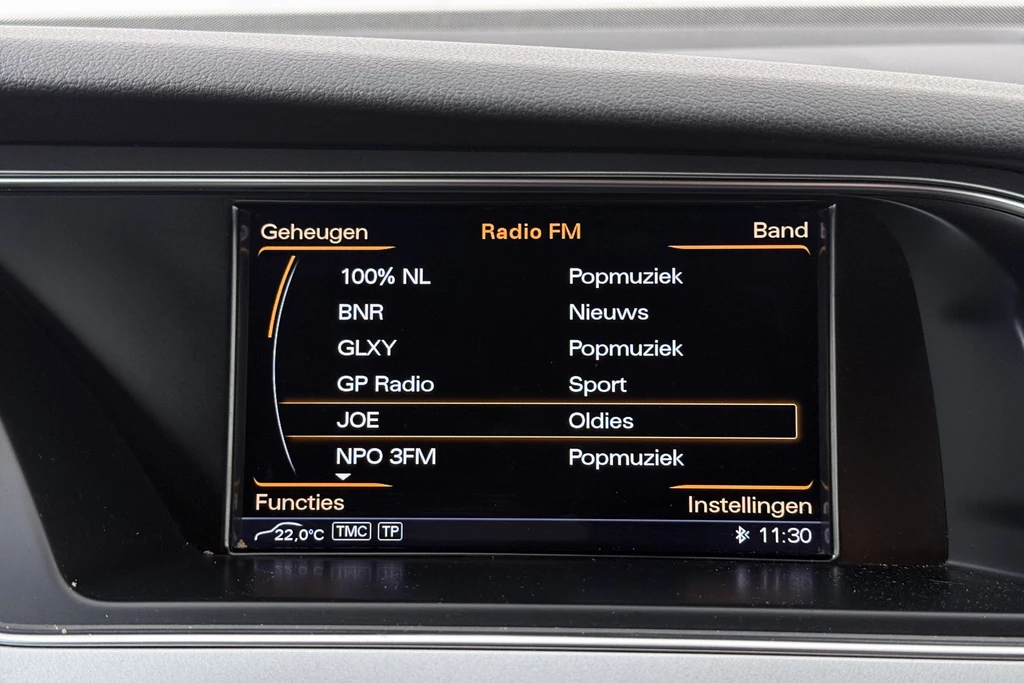 Geheugen Radio FM Band
100% NL Popmuziek
BNR Nieuws
GLXY Popmuziek
GP Radio Sport
JOE Oldies
NPO 3FM Popmuziek
Functies Instellingen
22,0°C TMC TP 11:30